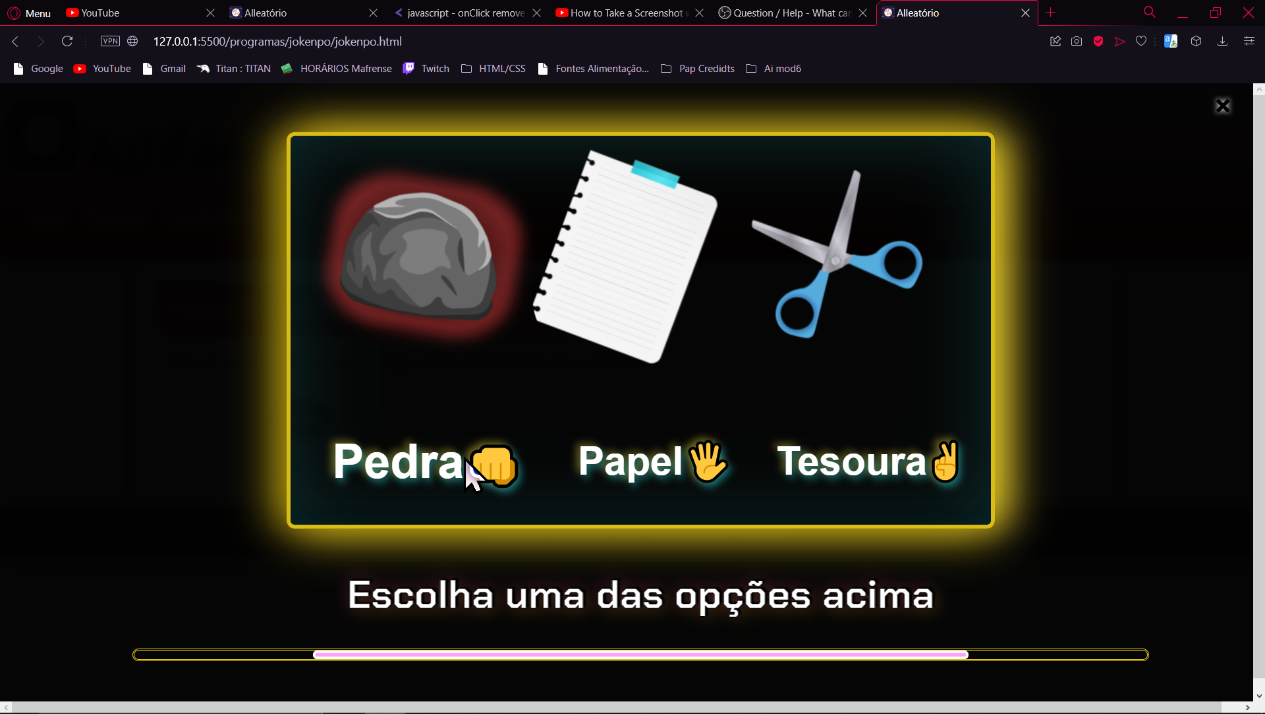 Menu YouTube Alleatório javascript - onClick remove How to Take a Screenshot Question / Help - What can Alleatório
VPN 127.0.0.1:5500/programas/jokenpo/jokenpo.html
Google YouTube Gmail Titan : TITAN HORÁRIOS Mafrense Twitch HTML/CSS Fontes Alimentação... Pap Credidts Ai mod6
Pedra👊 Papel🖐 Tesoura✌
Escolha uma das opções acima